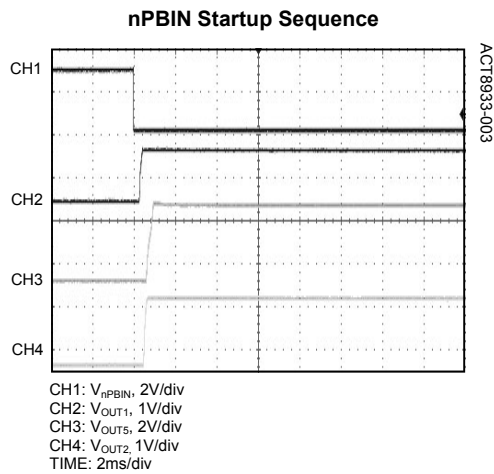 nPBIN Startup Sequence
CH1
ACT8933-003
CH2
CH3
CH4
CH1: VnPBIN, 2V/div
CH2: VOUT1, 1V/div
CH3: VOUT5, 2V/div
CH4: VOUT2, 1V/div
TIME: 2ms/div